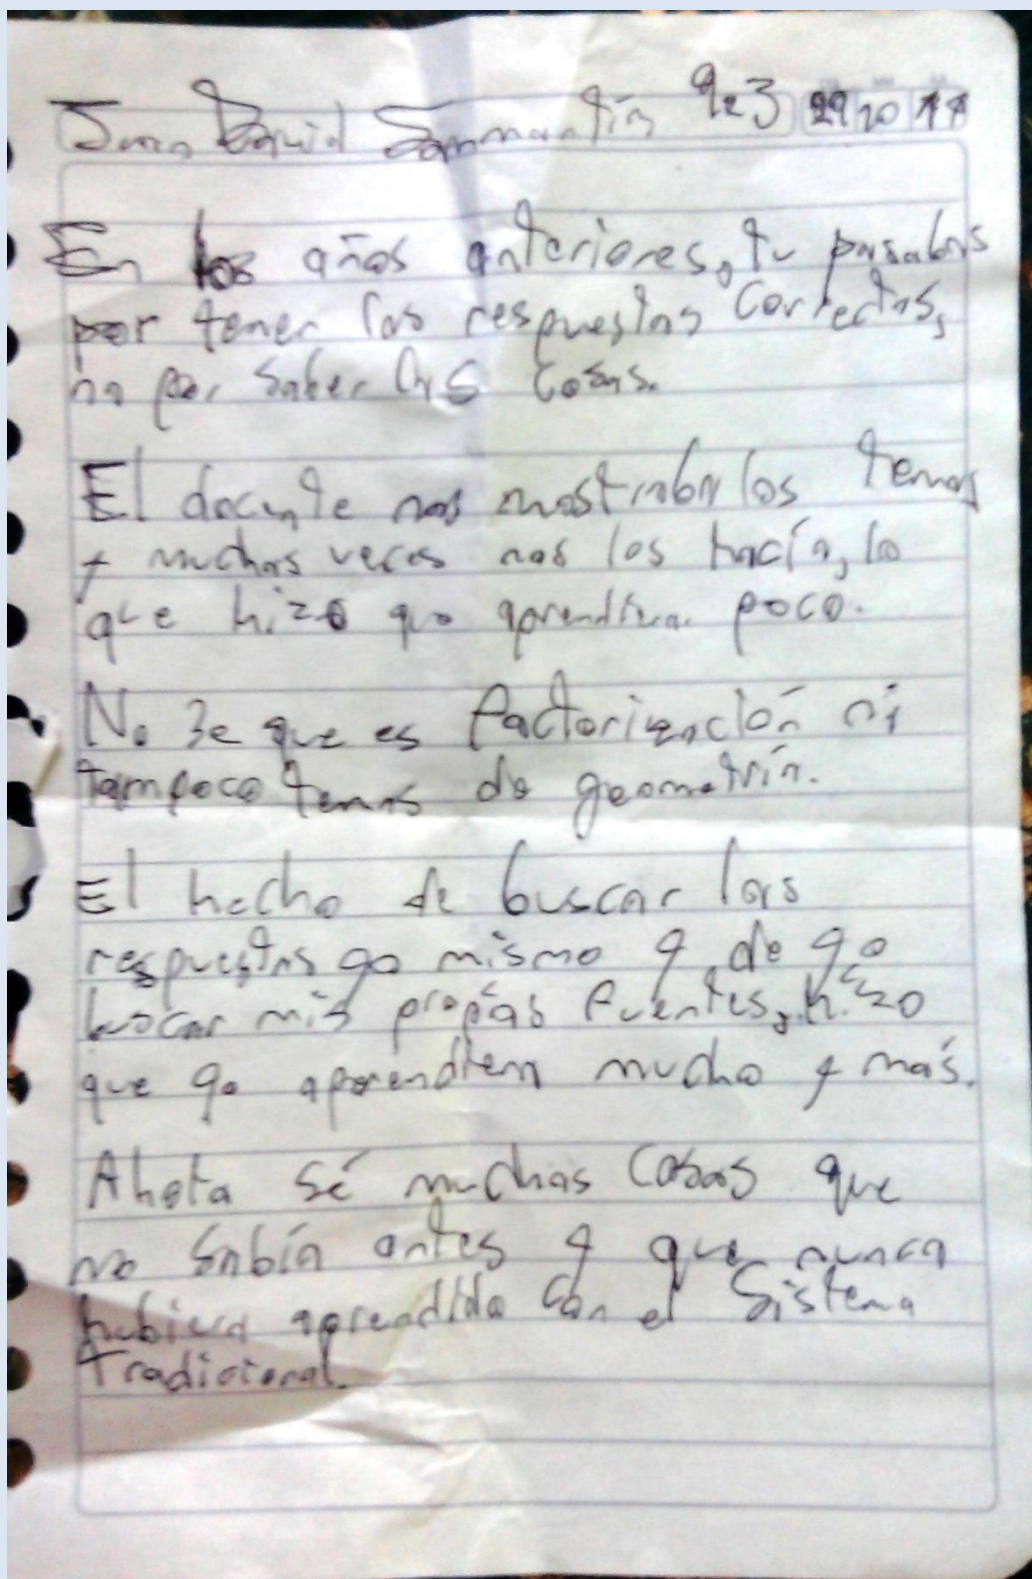 Juan David Sanmartín 9°3 29 10 11
En los años anteriores, tu pasabas
por tener las respuestas correctas,
no por saber las cosas.
El docente nos mostraba los temas
y muchas veces nos los hacía, lo
que hizo que aprendiera poco.
No se que es factorización ni
tampoco temas de geometría.
El hecho de buscar las
respuestas yo mismo y de yo
buscar mis propias fuentes, hizo
que yo aprendiera mucho y más.
Ahora sé muchas cosas que
no sabía antes y que nunca
hubiera aprendido con el sistema
tradicional.